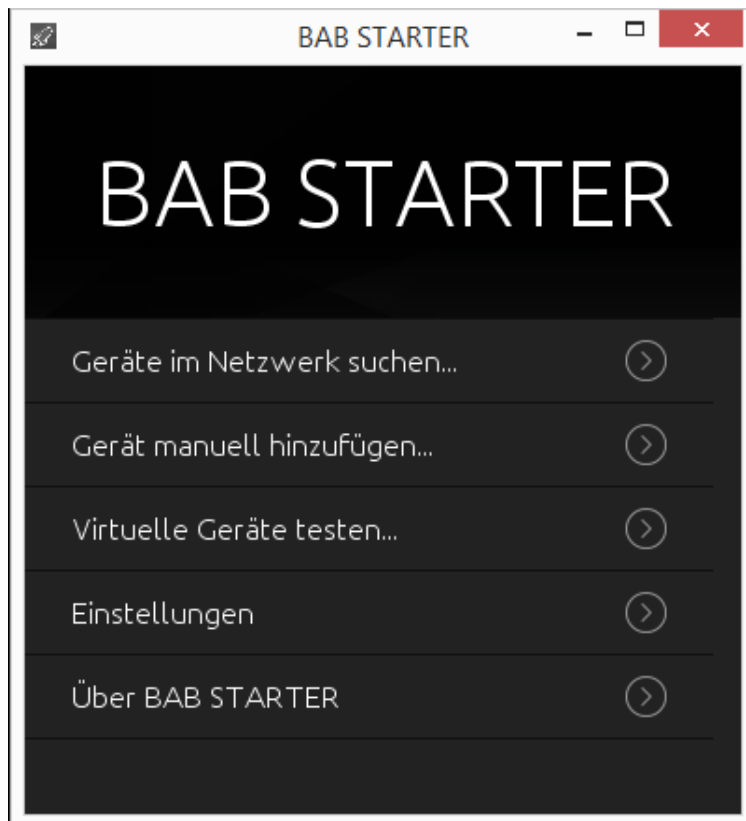 BAB STARTER
BAB STARTER
Geräte im Netzwerk suchen...
Gerät manuell hinzufügen...
Virtuelle Geräte testen...
Einstellungen
Über BAB STARTER